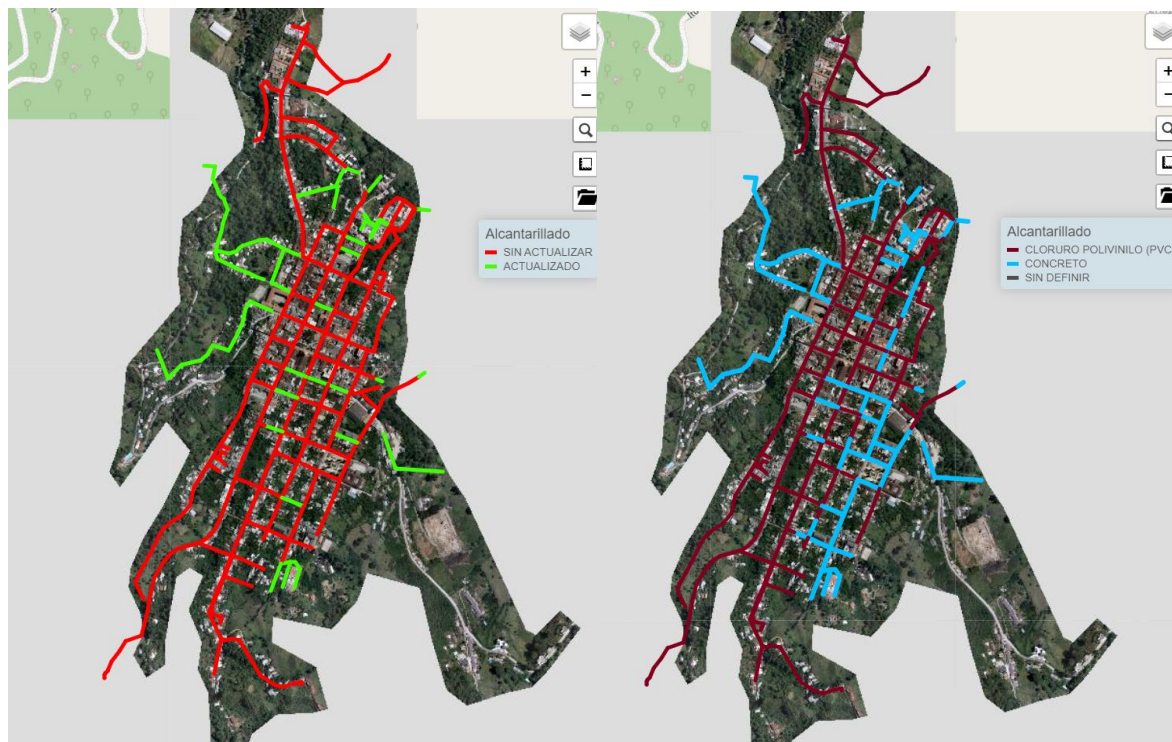 Alcantarillado
SIN ACTUALIZAR
ACTUALIZADO
Alcantarillado
CLORURO POLIVINILO (PVC
CONCRETO
SIN DEFINIR